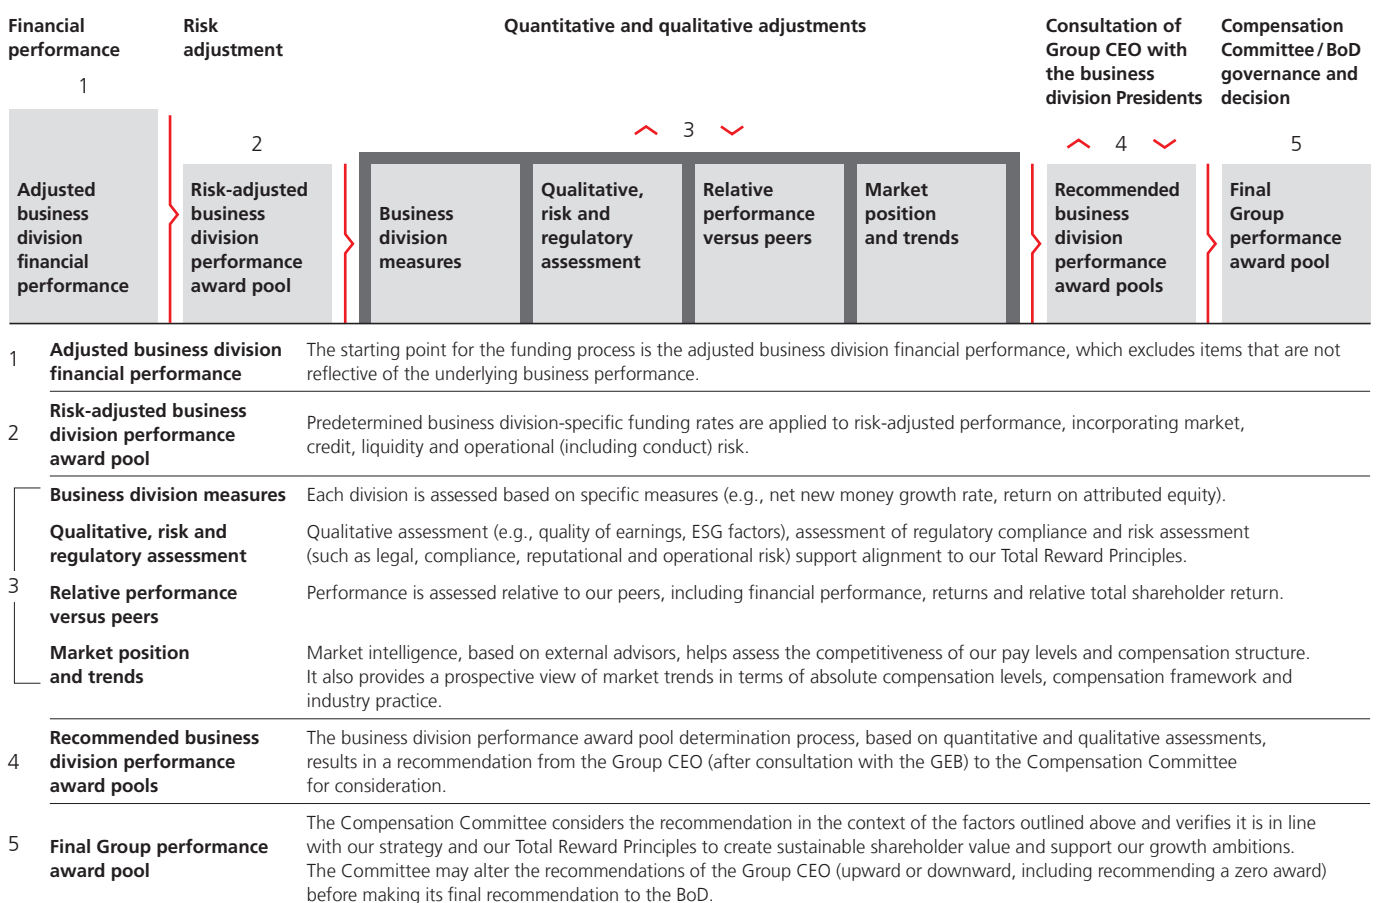 Financial
performance
Risk
adjustment
Quantitative and qualitative adjustments
Consultation of
Group CEO with
the business
division Presidents
Compensation
Committee / BoD
governance and
decision
1
2
3
4
5
Adjusted
business
division
financial
performance
Risk-adjusted
business
division
performance
award pool
Business
division
measures
Qualitative,
risk and
regulatory
assessment
Relative
performance
versus peers
Market
position
and trends
Recommended
business
division
performance
award pools
Final
Group
performance
award pool
1
Adjusted business division
financial performance
The starting point for the funding process is the adjusted business division financial performance, which excludes items that are not
reflective of the underlying business performance.
2
Risk-adjusted business
division performance
award pool
Predetermined business division-specific funding rates are applied to risk-adjusted performance, incorporating market,
credit, liquidity and operational (including conduct) risk.
3
Business division measures
Each division is assessed based on specific measures (e.g., net new money growth rate, return on attributed equity).
Qualitative, risk and
regulatory assessment
Qualitative assessment (e.g., quality of earnings, ESG factors), assessment of regulatory compliance and risk assessment
(such as legal, compliance, reputational and operational risk) support alignment to our Total Reward Principles.
Relative performance
versus peers
Performance is assessed relative to our peers, including financial performance, returns and relative total shareholder return.
Market position
and trends
Market intelligence, based on external advisors, helps assess the competitiveness of our pay levels and compensation structure.
It also provides a prospective view of market trends in terms of absolute compensation levels, compensation framework and
industry practice.
4
Recommended business
division performance
award pools
The business division performance award pool determination process, based on quantitative and qualitative assessments,
results in a recommendation from the Group CEO (after consultation with the GEB) to the Compensation Committee
for consideration.
5
Final Group performance
award pool
The Compensation Committee considers the recommendation in the context of the factors outlined above and verifies it is in line
with our strategy and our Total Reward Principles to create sustainable shareholder value and support our growth ambitions.
The Committee may alter the recommendations of the Group CEO (upward or downward, including recommending a zero award)
before making its final recommendation to the BoD.